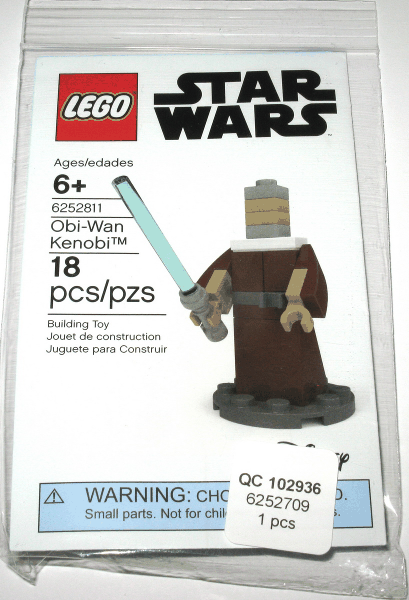 LEGO
STAR
WARS
Ages/edades
6+
6252811
Obi-Wan
Kenobi™
18
pcs/pzs
Building Toy
Jouet de construction
Juguete para Construir
WARNING:
Small parts. Not for
QC 102936
6252709
1 pcs